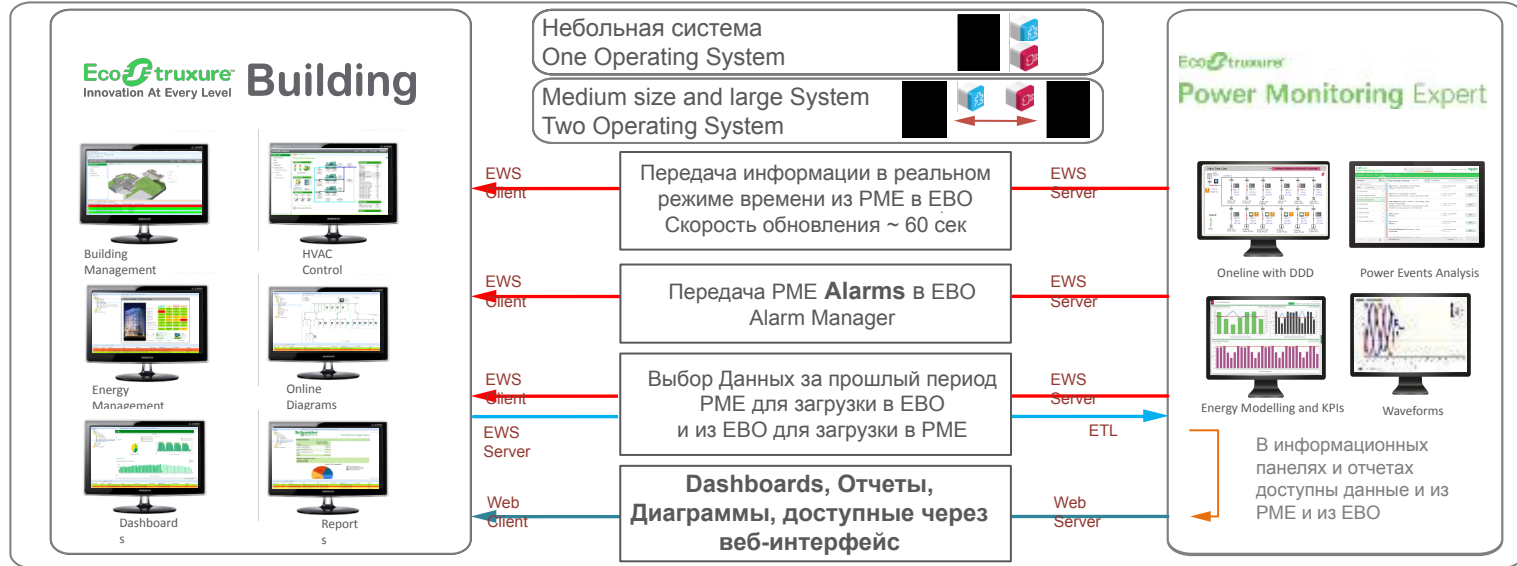 Небольная система
One Operating System
Medium size and large System
Two Operating System
EcoStruxure™
Innovation At Every Level
Building
Building
Management
HVAC
Control
Energy
Management
Online
Diagrams
Dashboard
s
Report
s
EWS
Client
Передача информации в реальном
режиме времени из PME в EBO
Скорость обновления ~ 60 сек
EWS
Server
EWS
Client
Передача PME Alarms в EBO
Alarm Manager
EWS
Server
EWS
Client
EWS
Server
Выбор Данных за прошлый период
PME для загрузки в EBO
и из EBO для загрузки в PME
EWS
Server
ETL
Web
Client
Dashboards, Отчеты,
Диаграммы, доступные через
веб-интерфейс
Web
Server
EcoStruxure
Power Monitoring Expert
Oneline with DDD
Power Events Analysis
Energy Modelling and KPIs
Waveforms
В информационных
панелях и отчетах
доступны данные и из
PME и из EBO